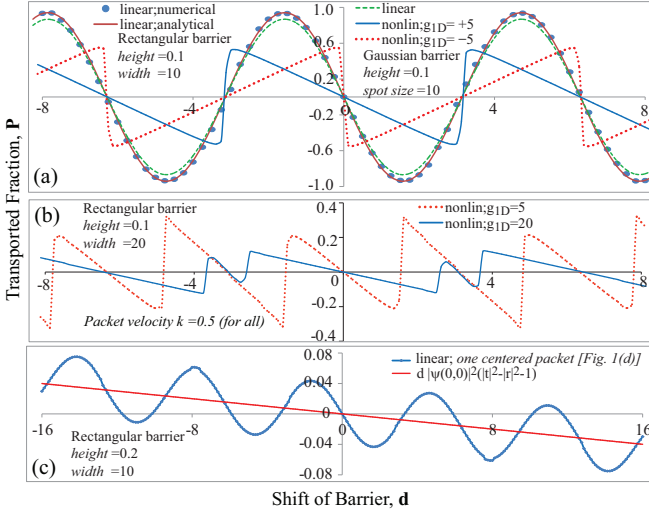 linear;numerical
linear;analytical
Rectangular barrier
height=0.1
width=10
linear
nonlin;g1D= +5
nonlin;g1D= −5
Gaussian barrier
height=0.1
spot size=10
1.0
0.6
0.2
-0.2
-0.6
-1.0
-8
-4
0
4
8
(a)
Transported Fraction, P
(b)
Rectangular barrier
height=0.1
width =20
nonlin;g1D=5
nonlin;g1D=20
0.4
0.2
0
-0.2
-0.4
-8
-4
4
8
Packet velocity k =0.5 (for all)
linear; one centered packet [Fig. 1(d)]
d |ψ(0,0)|²(|t|²-|r|²-1)
0.08
0.04
0
-0.04
-0.08
-16
-8
0
8
16
Rectangular barrier
height=0.2
width=10
(c)
Shift of Barrier, d